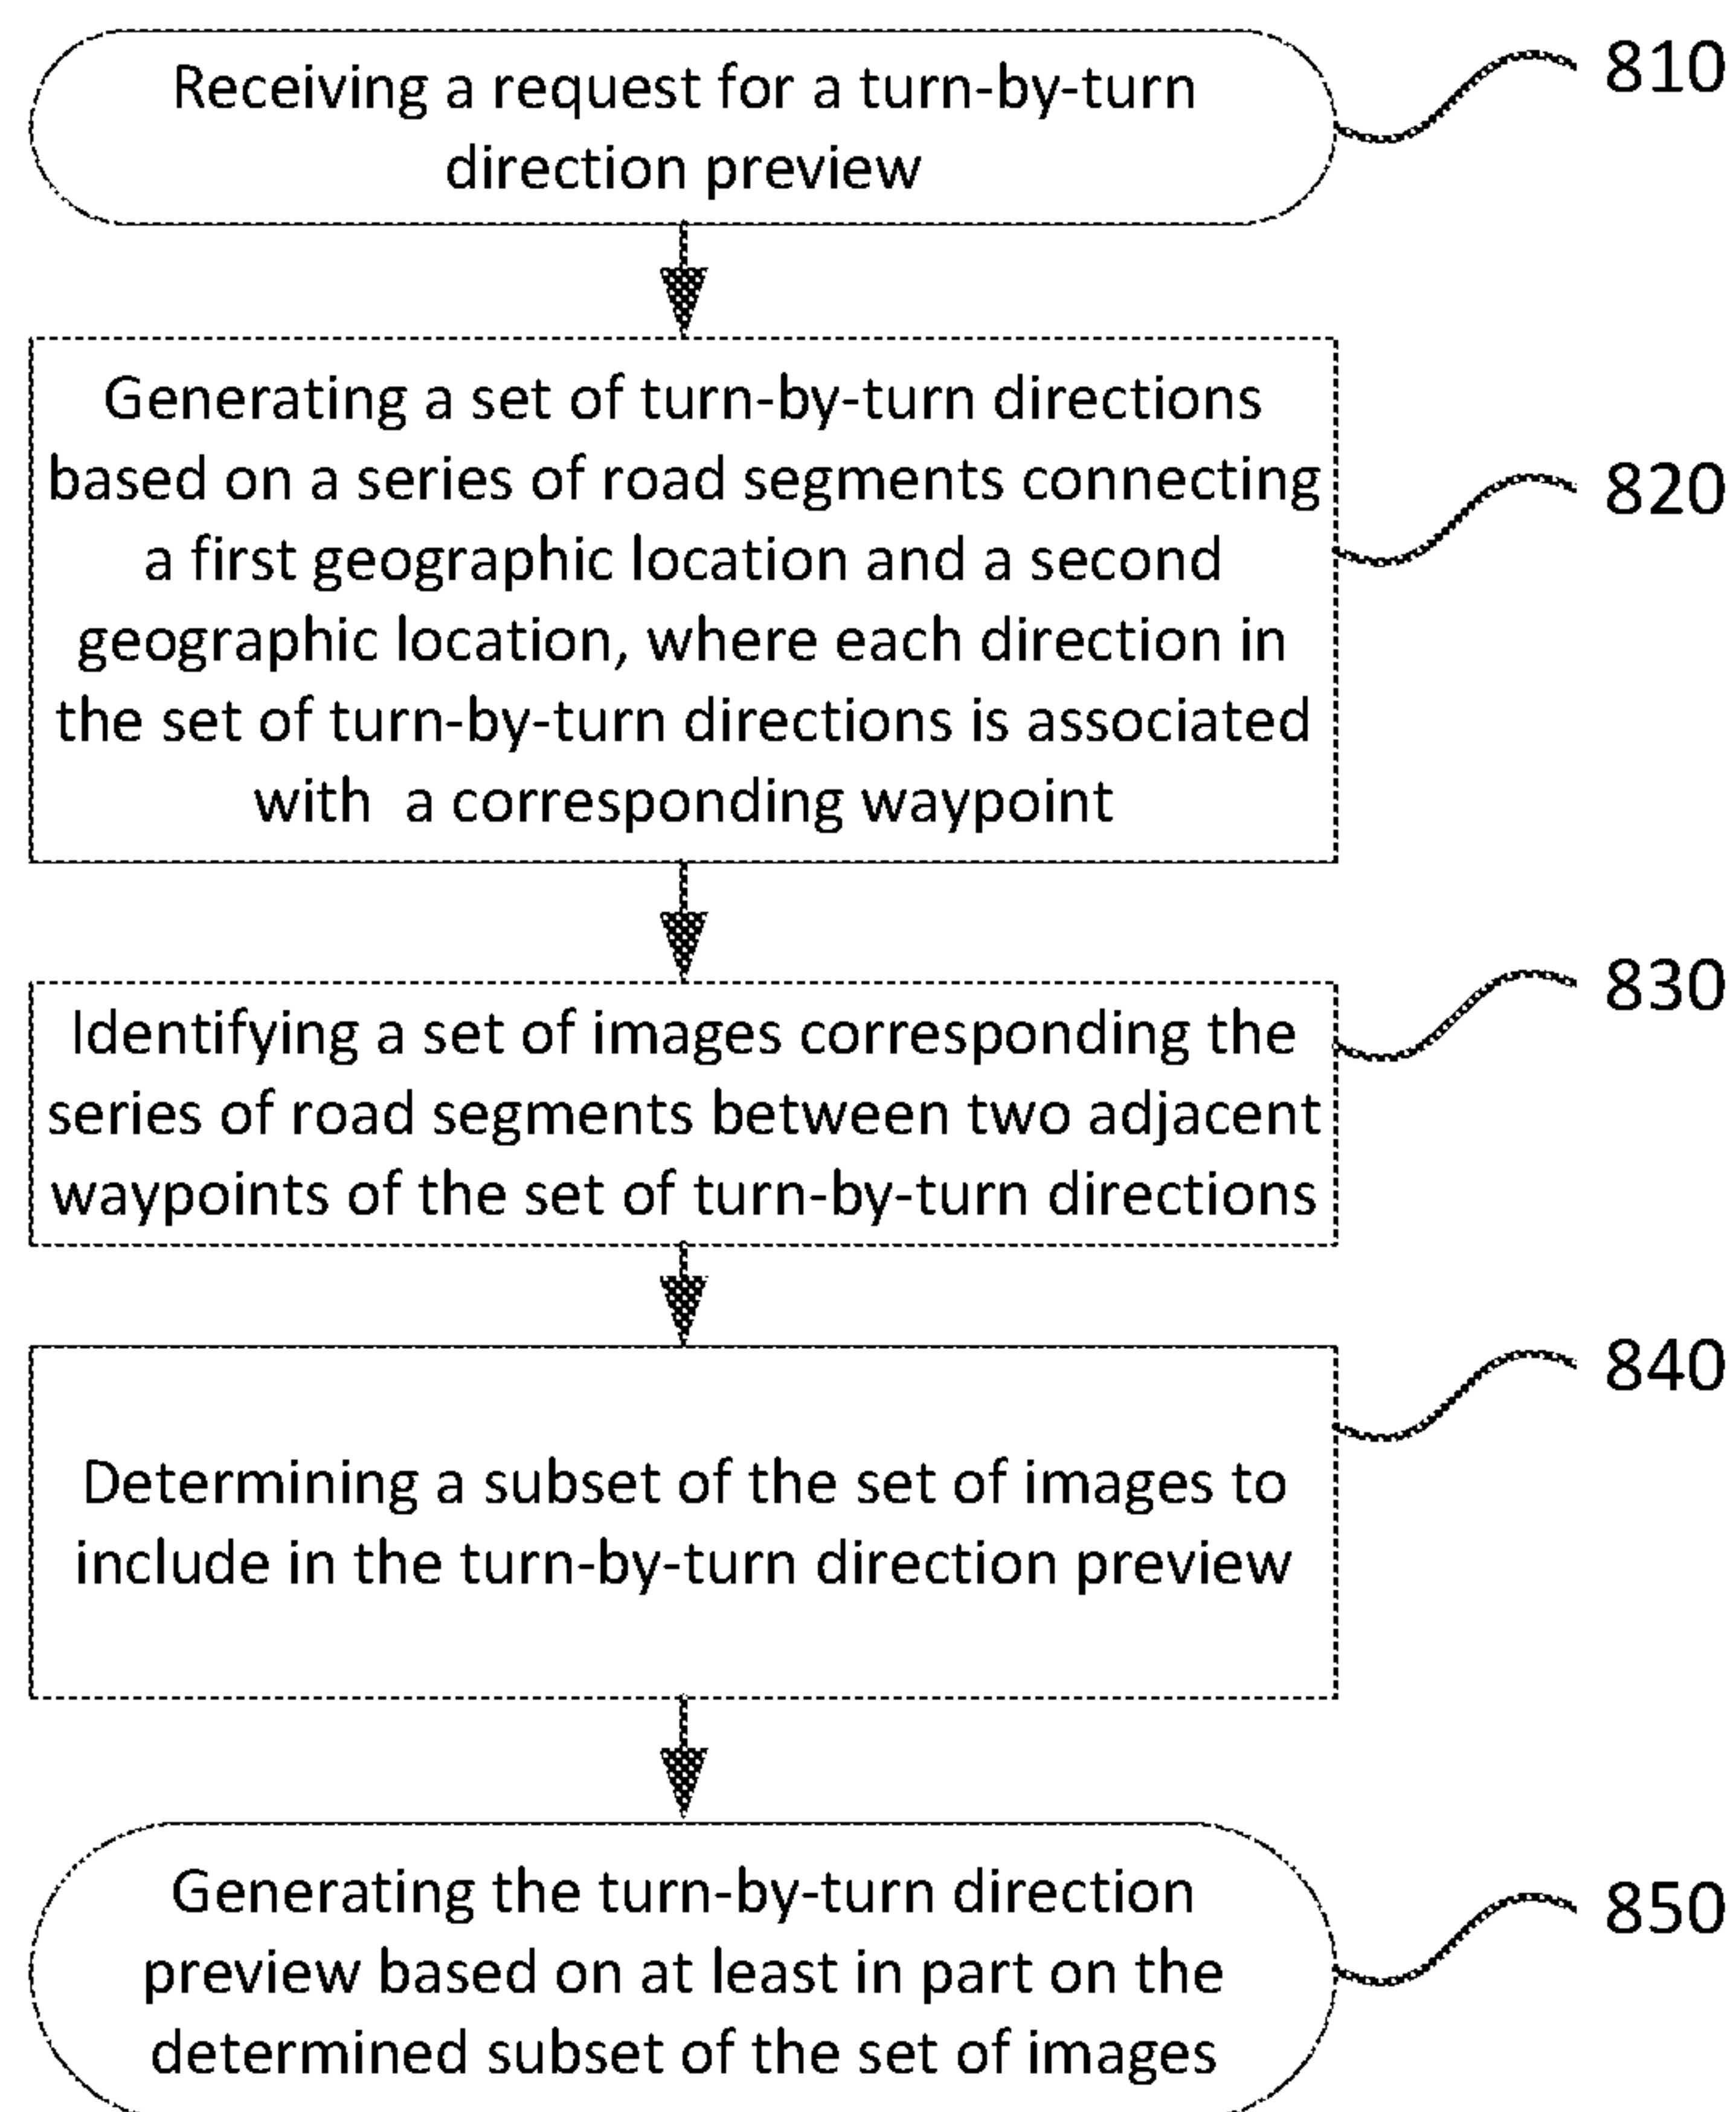 Receiving a request for a turn-by-turn
direction preview
810
Generating a set of turn-by-turn directions
based on a series of road segments connecting
a first geographic location and a second
geographic location, where each direction in
the set of turn-by-turn directions is associated
with a corresponding waypoint
820
Identifying a set of images corresponding the
series of road segments between two adjacent
waypoints of the set of turn-by-turn directions
830
Determining a subset of the set of images to
include in the turn-by-turn direction preview
840
Generating the turn-by-turn direction
preview based on at least in part on the
determined subset of the set of images
850